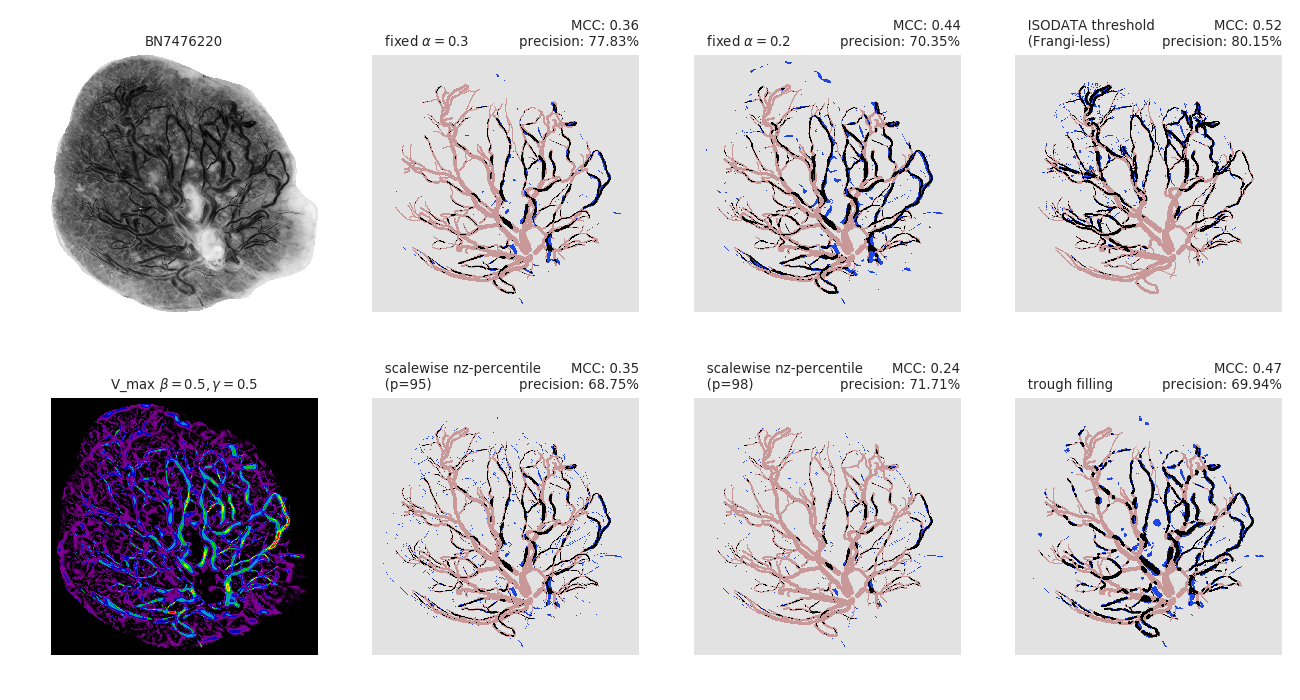 BN7476220
MCC: 0.36
fixed α = 0.3 precision: 77.83%
MCC: 0.44
fixed α = 0.2 precision: 70.35%
ISODATA threshold MCC: 0.52
(Frangi-less) precision: 80.15%
V_max β = 0.5, γ = 0.5
scalewise nz-percentile MCC: 0.35
(p=95) precision: 68.75%
scalewise nz-percentile MCC: 0.24
(p=98) precision: 71.71%
MCC: 0.47
trough filling precision: 69.94%